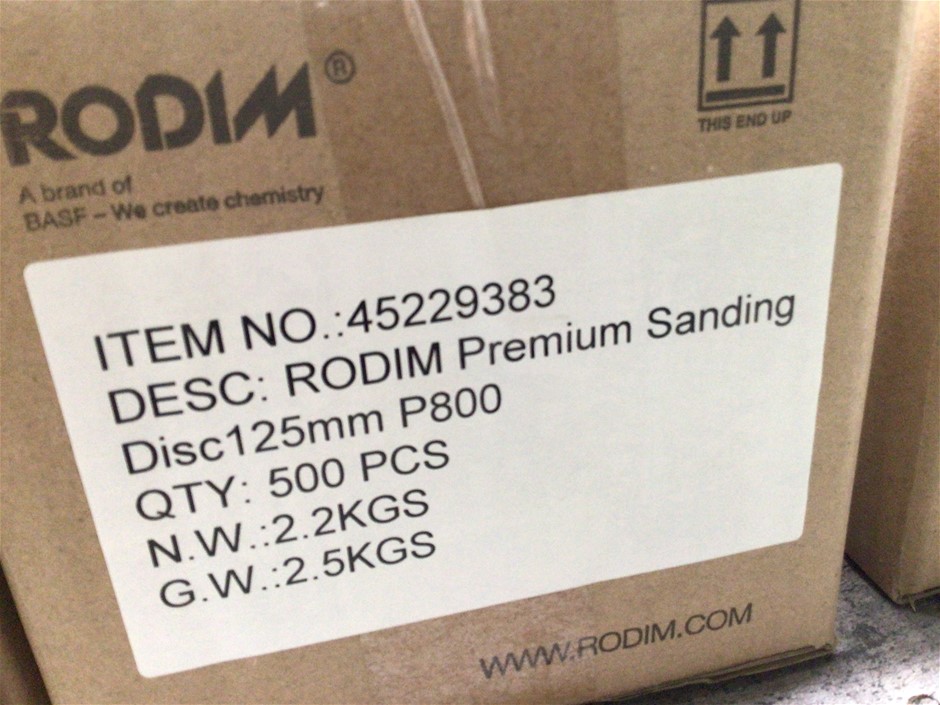 RODIM®
THIS END UP
A brand of
BASF – We create chemistry
ITEM NO.:45229383
DESC: RODIM Premium Sanding
Disc125mm P800
QTY: 500 PCS
N.W.:2.2KGS
G.W.:2.5KGS
WWW.RODIM.COM